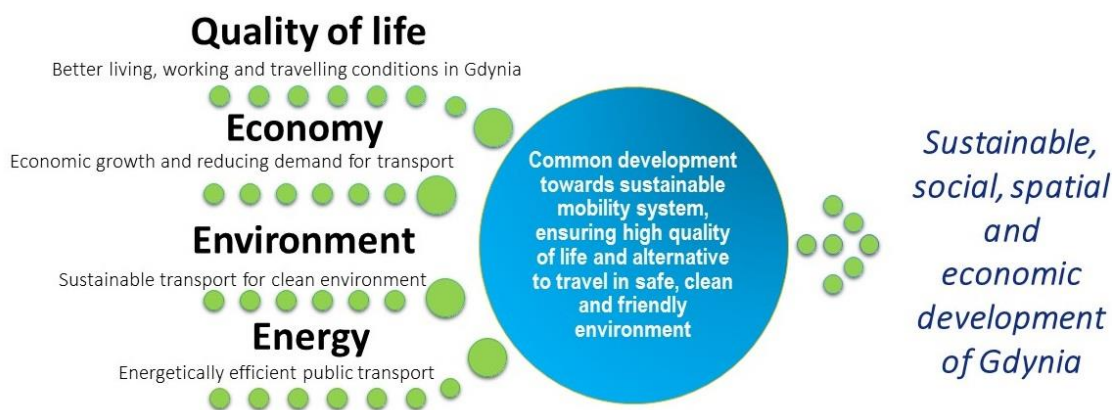 Quality of life
Better living, working and travelling conditions in Gdynia
Economy
Economic growth and reducing demand for transport
Environment
Sustainable transport for clean environment
Energy
Energetically efficient public transport
Common development
towards sustainable
mobility system,
ensuring high quality
of life and alternative
to travel in safe, clean
and friendly
environment
Sustainable,
social, spatial
and
economic
development
of Gdynia